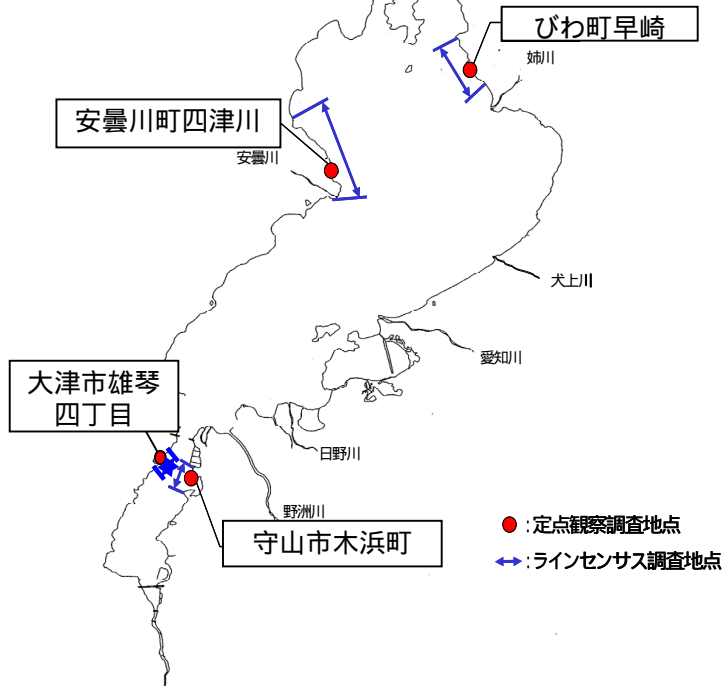 びわ町早崎
姉川
安曇川町四津川
安曇川
犬上川
愛知川
大津市雄琴
四丁目
日野川
野洲川
守山市木浜町
:定点観察調査地点
:ラインセンサス調査地点